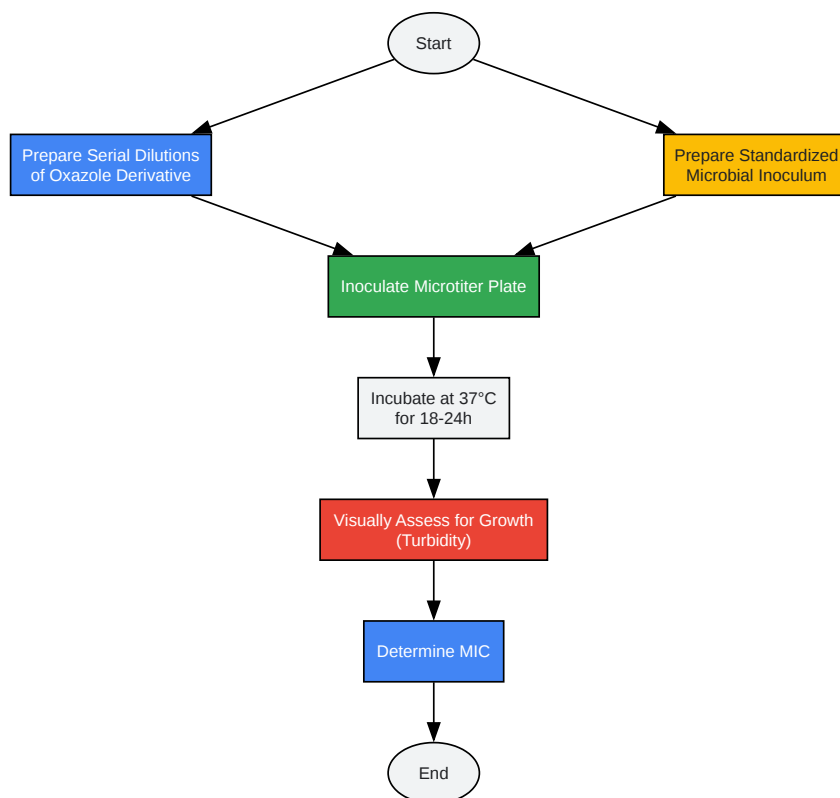 Start
Prepare Serial Dilutions
of Oxazole Derivative
Prepare Standardized
Microbial Inoculum
Inoculate Microtiter Plate
Incubate at 37°C
for 18-24h
Visually Assess for Growth
(Turbidity)
Determine MIC
End